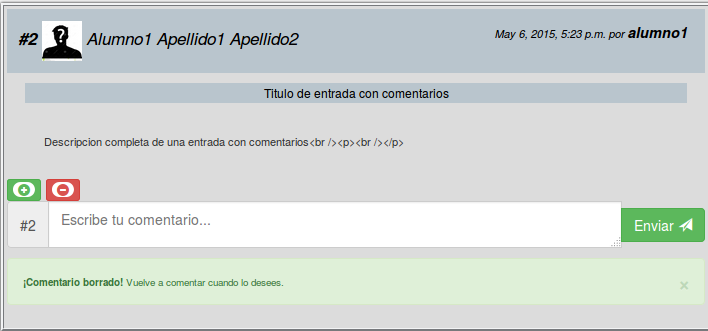 #2 Alumno1 Apellido1 Apellido2
May 6, 2015, 5:23 p.m. por alumno1
Titulo de entrada con comentarios
Descripcion completa de una entrada con comentarios<br /><p><br /></p>
#2 Escribe tu comentario... Enviar
¡Comentario borrado! Vuelve a comentar cuando lo desees. ×